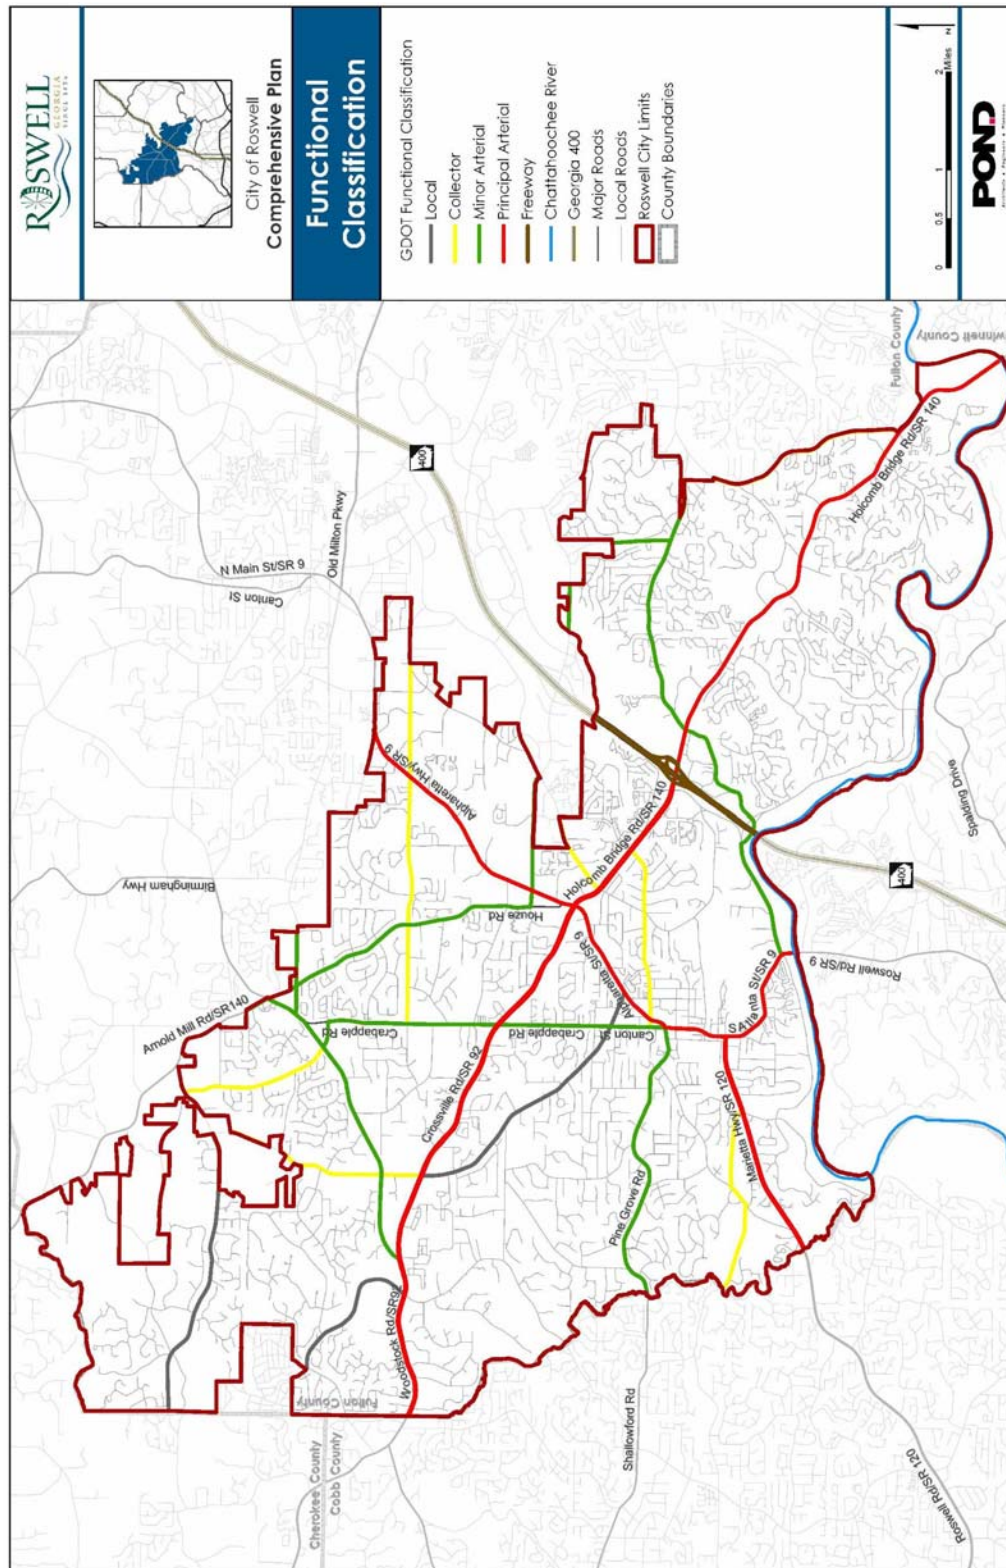 ROSWELL
GEORGIA
City of Roswell
Comprehensive Plan
Functional
Classification
GDOT Functional Classification
Local
Collector
Minor Arterial
Principal Arterial
Freeway
Chattahoochee River
Georgia 400
Major Roads
Local Roads
Roswell City Limits
County Boundaries
0 0.5 1 2
Miles
N
POND
Cherokee County
Cobb County
Fulton County
Woodstock Rd/SR92
Crossville Rd/SR 92
Arnold Mill Rd/SR140
Birmingham Hwy
Crabapple Rd
Crabapple Rd
Canton St
N Main St/SR 9
Canton St
Old Milton Pkwy
400
Alpharetta Hwy/SR 9
Houze Rd
Holcomb Bridge Rd/SR 140
Alpharetta St/SR 9
Pine Grove Rd
Shallowford Rd
Marietta Hwy/SR 120
S Atlanta St/SR 9
Roswell Rd/SR 120
Roswell Rd/SR 9
400
Spalding Drive
Holcomb Bridge Rd/SR 140
Fulton County
winnett County